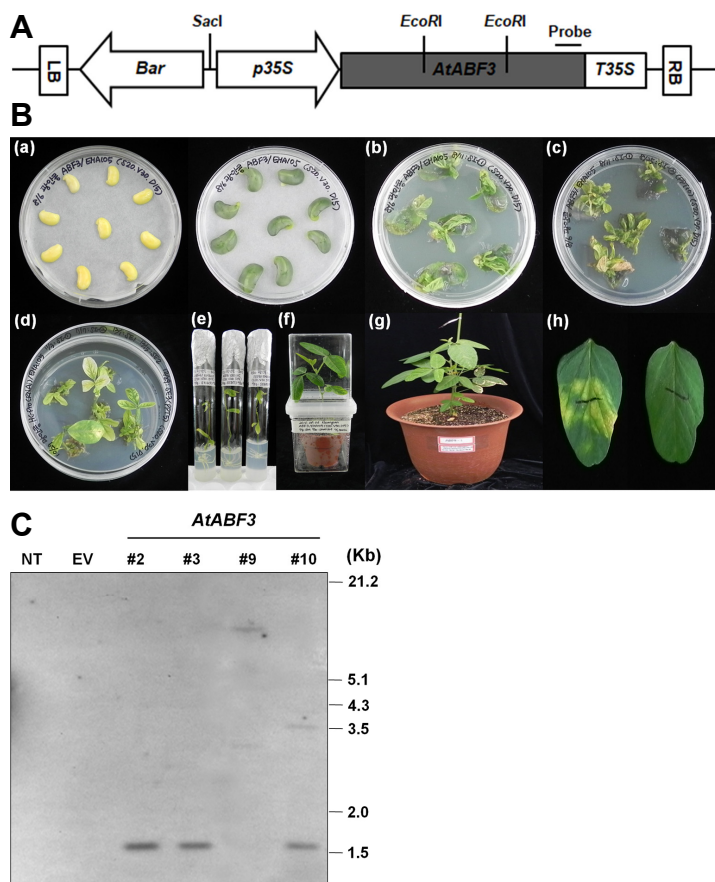 A
SacI
EcoRI
EcoRI
Probe
LB
Bar
p35S
AtABF3
T35S
RB
B
(a)
(b)
(c)
(d)
(e)
(f)
(g)
(h)
C
AtABF3
NT EV #2 #3 #9 #10 (Kb)
21.2
5.1
4.3
3.5
2.0
1.5